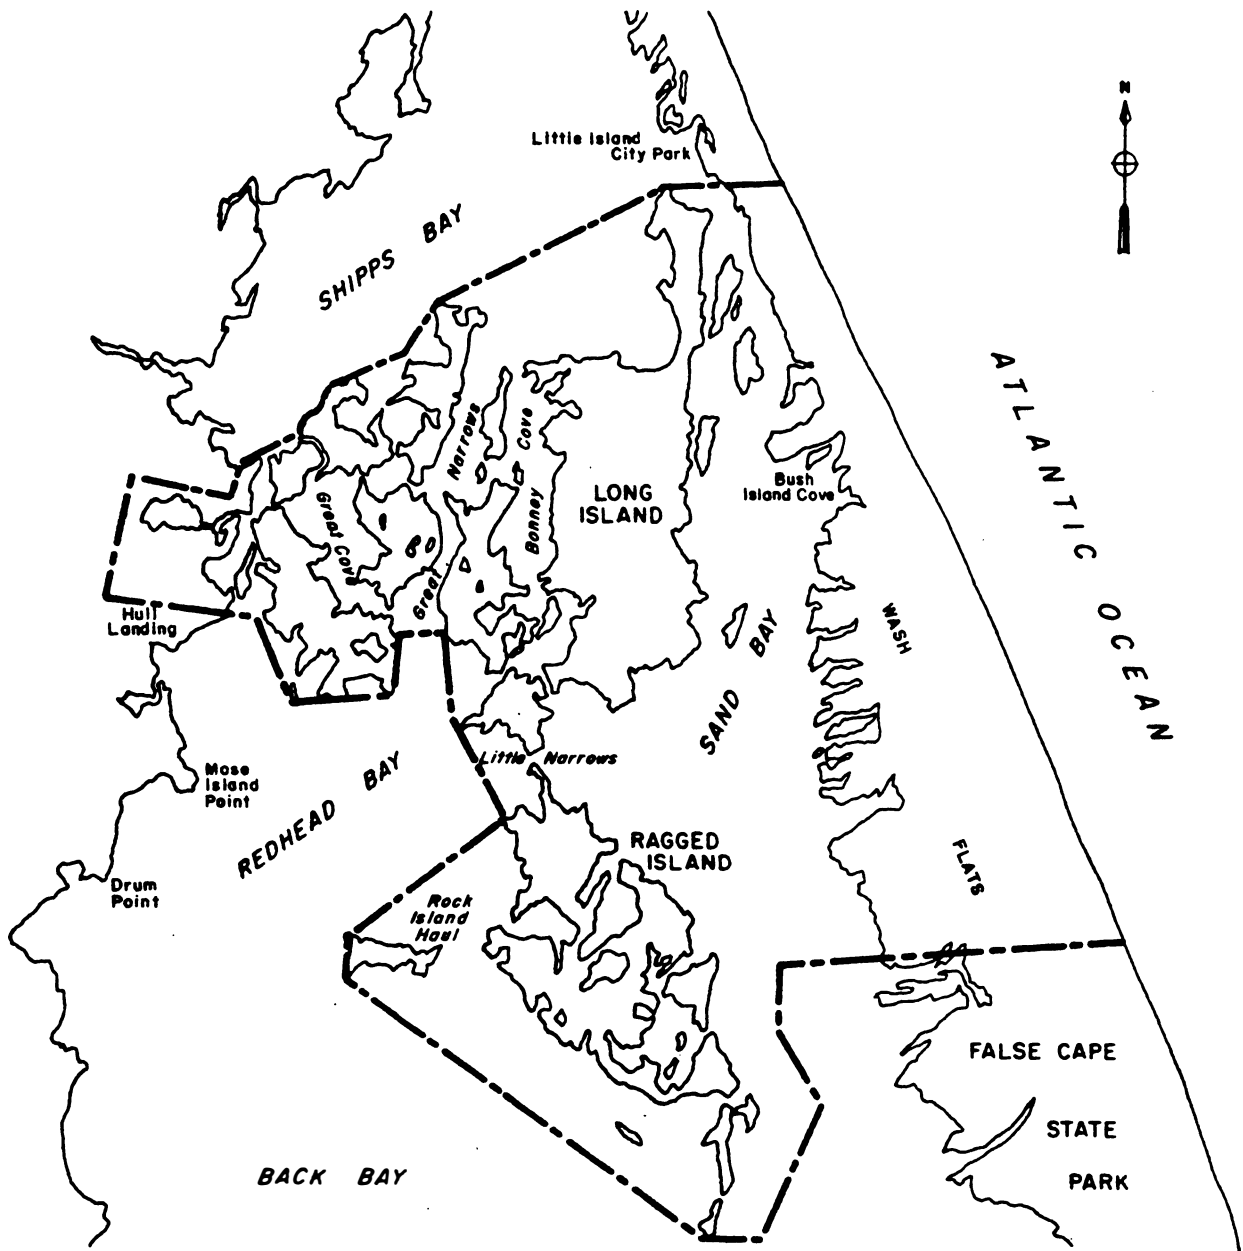 N
Little Island
City Park
SHIPPS BAY
ATLANTIC OCEAN
Narrows
Cove
Bonney
LONG
ISLAND
Bush
Island Cove
Great Cove
Great
Hull
Landing
WASH
SAND BAY
Mose
Island
Point
REDHEAD BAY
Little Narrows
RAGGED
ISLAND
FLATS
Drum
Point
Rock
Island
Haul
FALSE CAPE
STATE
PARK
BACK BAY